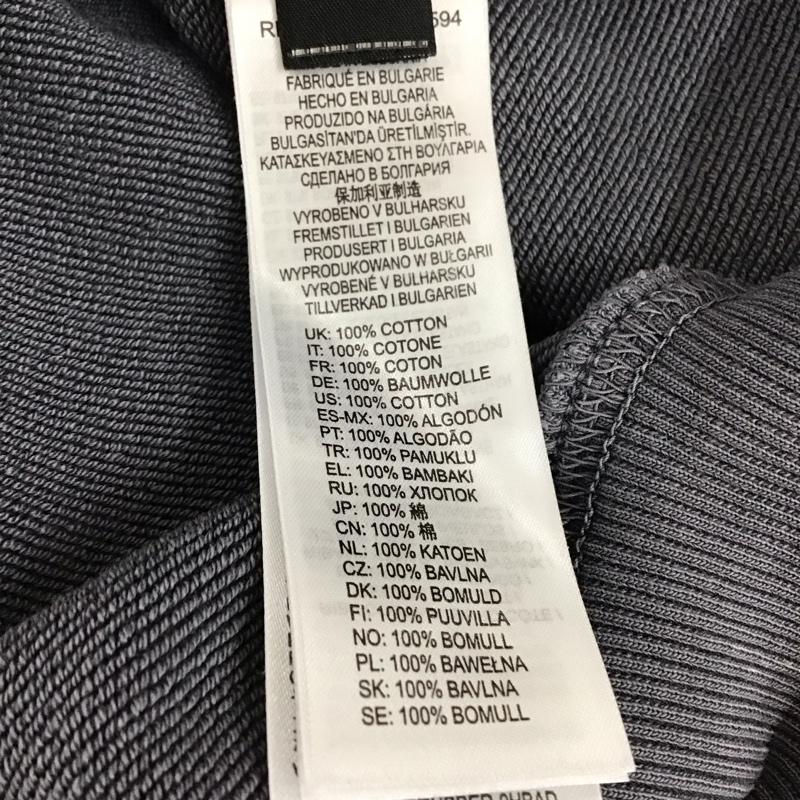 594
FABRIQUÉ EN BULGARIE
HECHO EN BULGARIA
PRODUZIDO NA BULGÁRIA
BULGASİTAN'DA ÜRETİLMİŞTİR.
ΚΑΤΑΣΚΕΥΑΣΜΕΝΟ ΣΤΗ ΒΟΥΛΓΑΡΙΑ
СДЕЛАНО В БОЛГАРИЯ
保加利亚制造
VYROBENO V BULHARSKU
FREMSTILLET I BULGARIEN
PRODUSERT I BULGARIA
WYPRODUKOWANO W BUŁGARII
VYROBENÉ V BULHARSKU
TILLVERKAD I BULGARIEN
UK: 100% COTTON
IT: 100% COTONE
FR: 100% COTON
DE: 100% BAUMWOLLE
US: 100% COTTON
ES-MX: 100% ALGODÓN
PT: 100% ALGODÃO
TR: 100% PAMUKLU
EL: 100% ΒΑΜΒΑΚΙ
RU: 100% ХЛОПОК
JP: 100% 綿
CN: 100% 棉
NL: 100% KATOEN
CZ: 100% BAVLNA
DK: 100% BOMULD
FI: 100% PUUVILLA
NO: 100% BOMULL
PL: 100% BAWEŁNA
SK: 100% BAVLNA
SE: 100% BOMULL